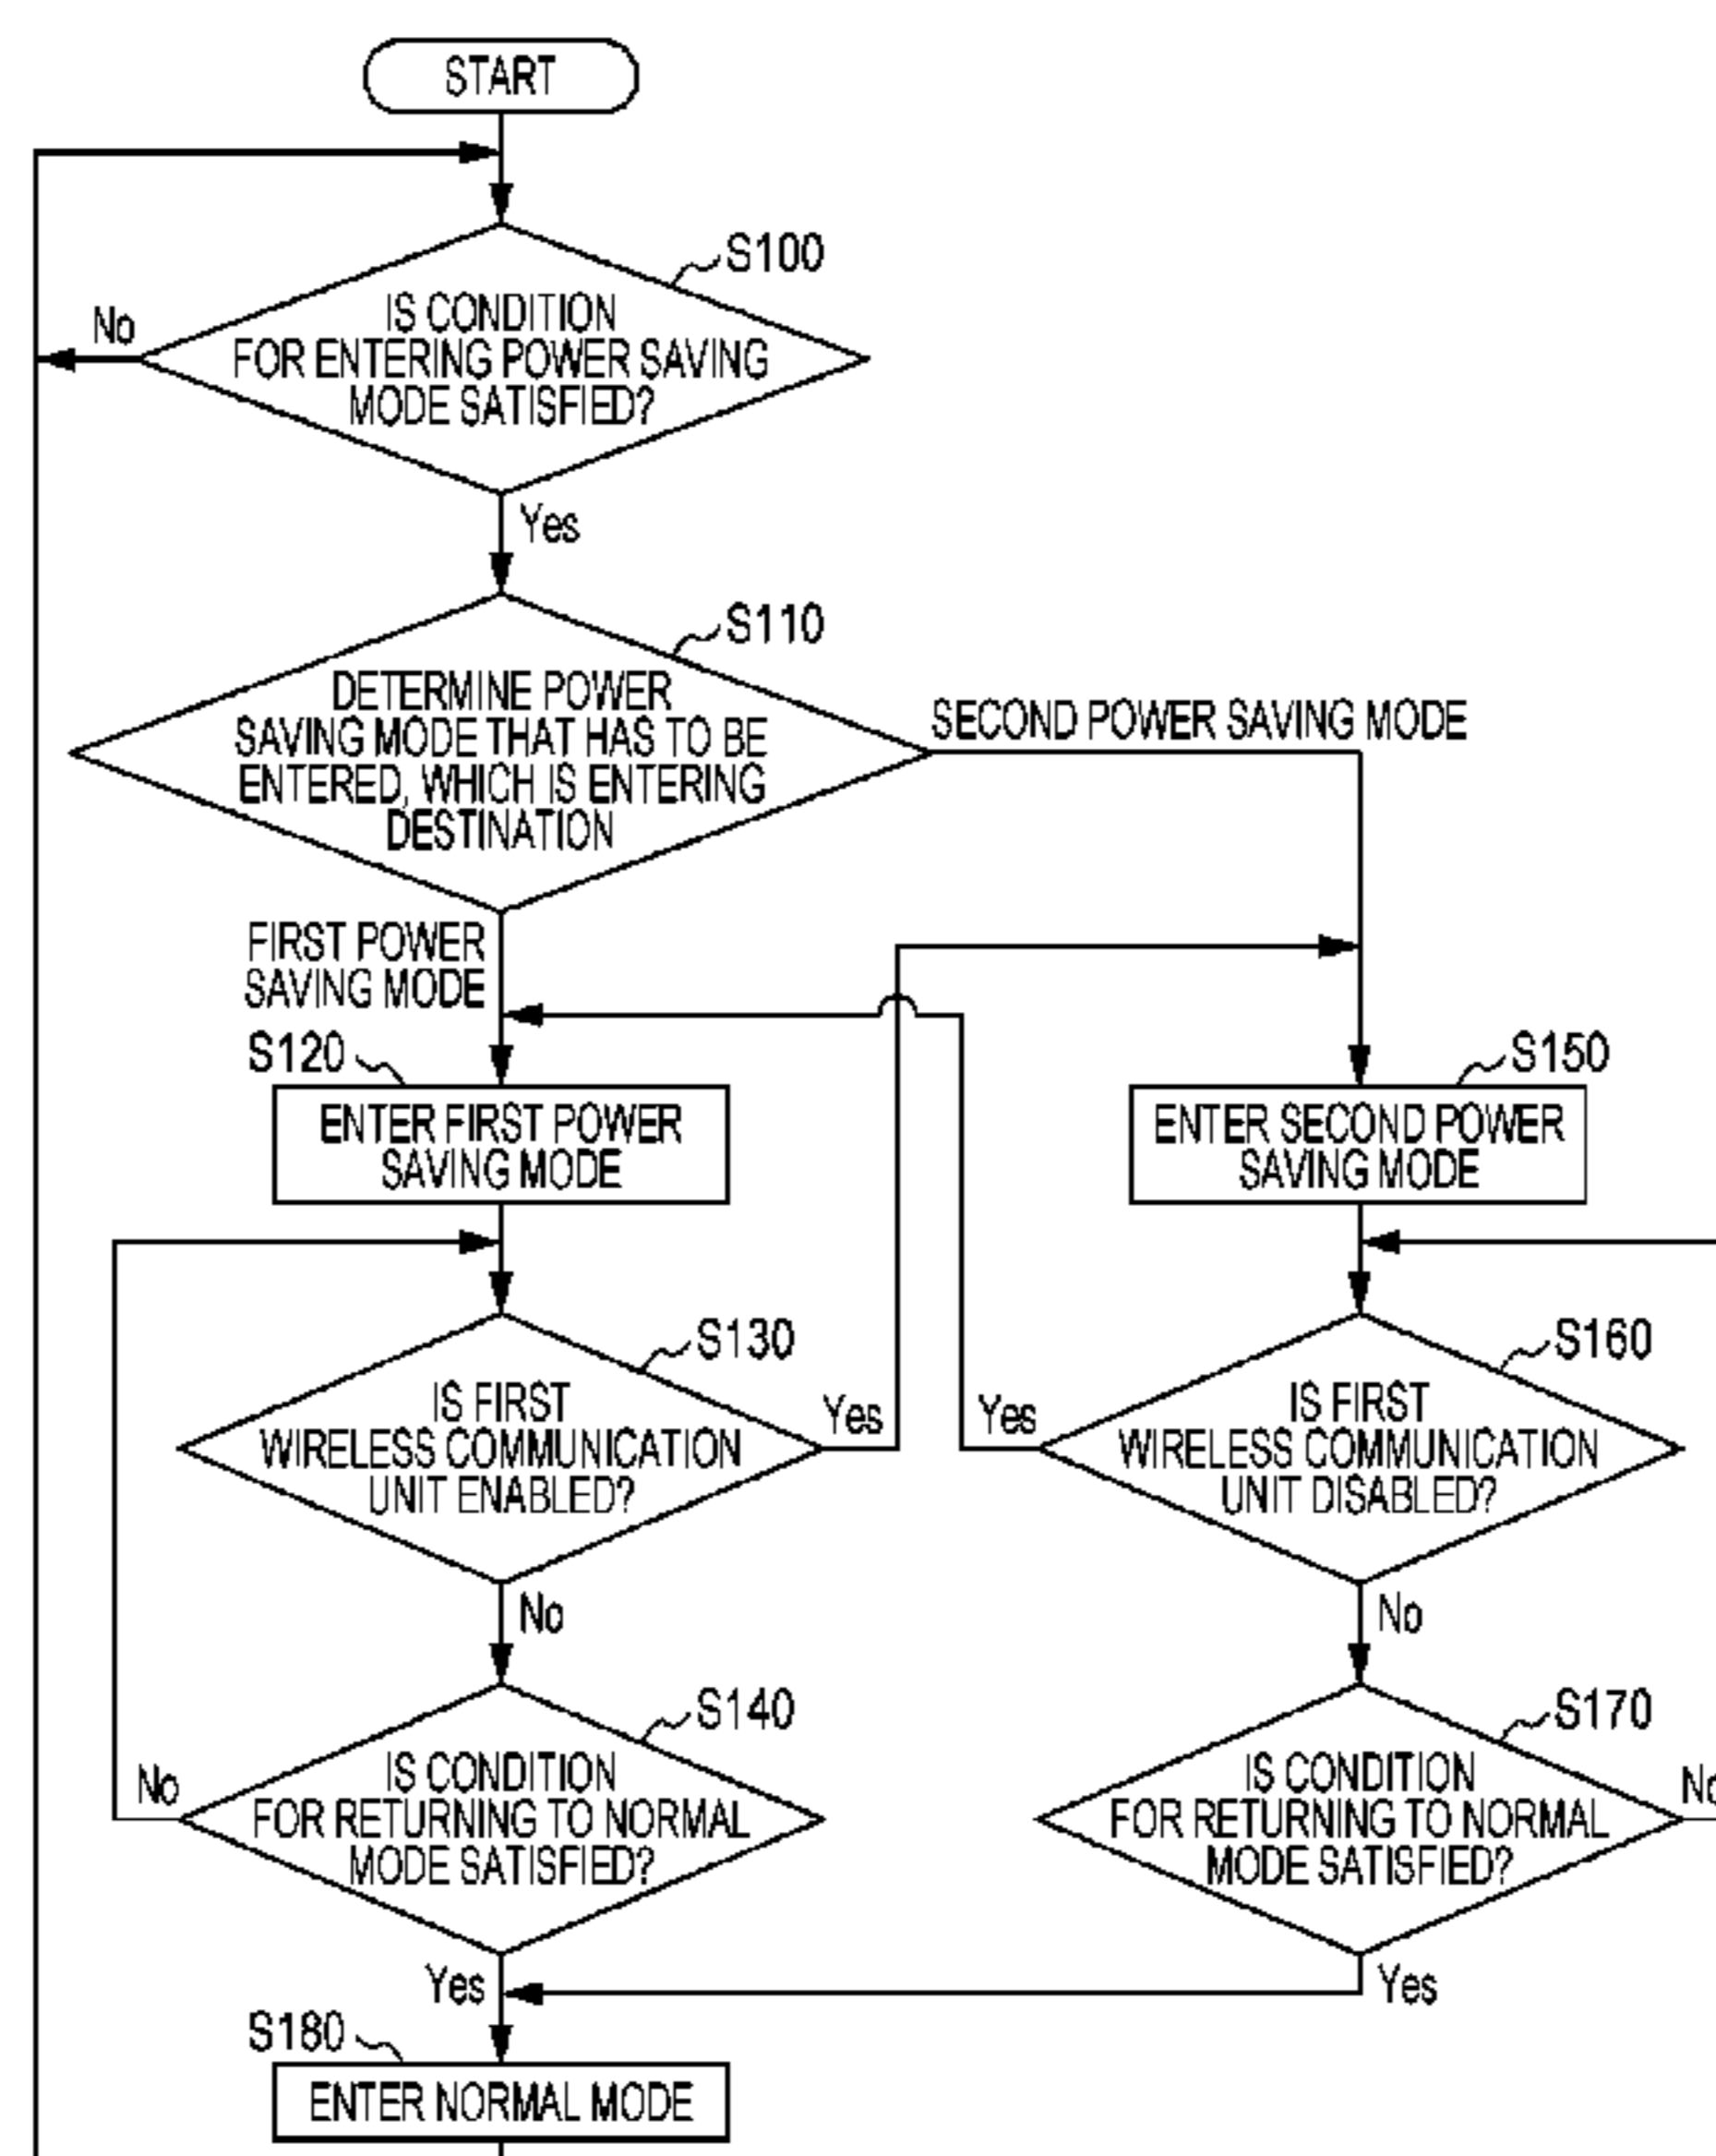 START
S100
No
IS CONDITION
FOR ENTERING POWER SAVING
MODE SATISFIED?
Yes
S110
DETERMINE POWER
SAVING MODE THAT HAS TO BE
ENTERED, WHICH IS ENTERING
DESTINATION
SECOND POWER SAVING MODE
FIRST POWER
SAVING MODE
S120
ENTER FIRST POWER
SAVING MODE
S150
ENTER SECOND POWER
SAVING MODE
S130
IS FIRST
WIRELESS COMMUNICATION
UNIT ENABLED?
Yes
No
S160
IS FIRST
WIRELESS COMMUNICATION
UNIT DISABLED?
Yes
No
S140
IS CONDITION
FOR RETURNING TO NORMAL
MODE SATISFIED?
No
Yes
S170
IS CONDITION
FOR RETURNING TO NORMAL
MODE SATISFIED?
No
Yes
S180
ENTER NORMAL MODE